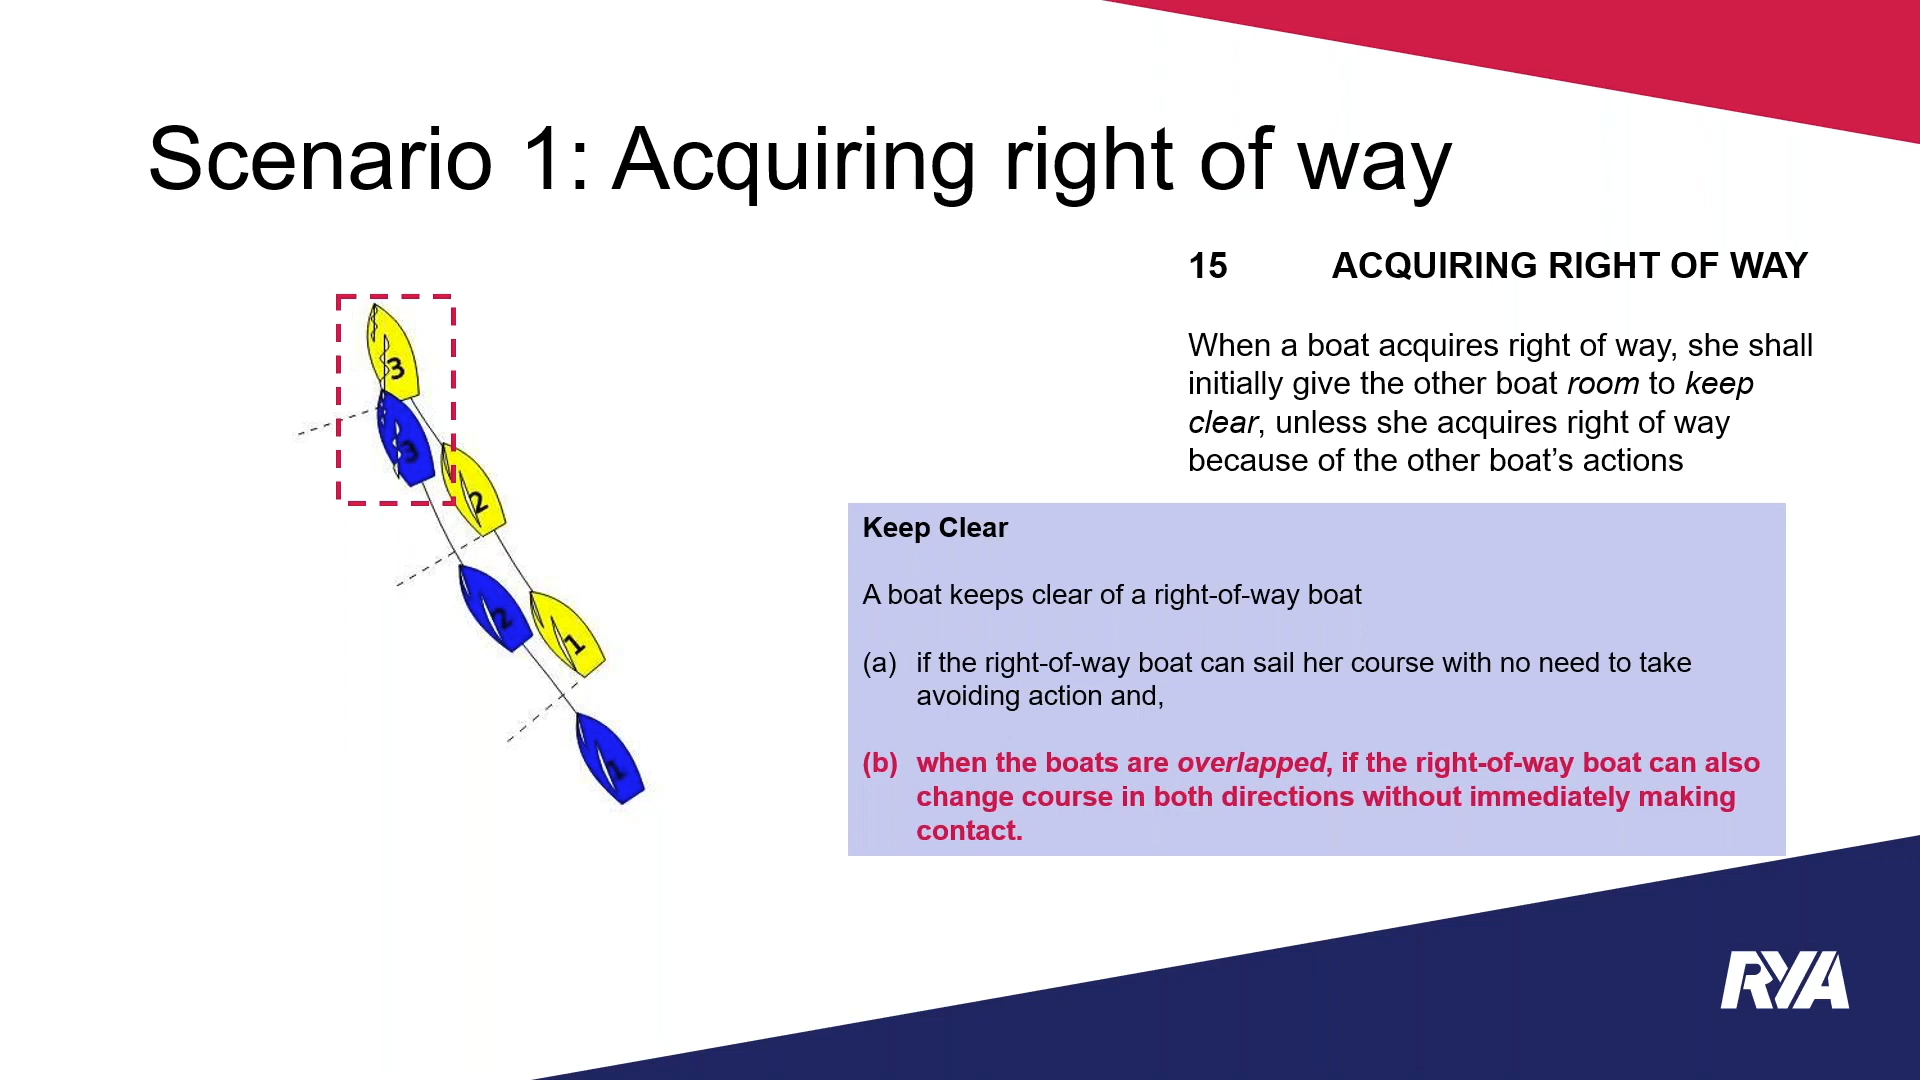 Scenario 1: Acquiring right of way
15 ACQUIRING RIGHT OF WAY
When a boat acquires right of way, she shall
initially give the other boat room to keep
clear, unless she acquires right of way
because of the other boat’s actions
3
3
2
2
1
1
Keep Clear
A boat keeps clear of a right-of-way boat
(a) if the right-of-way boat can sail her course with no need to take
avoiding action and,
(b) when the boats are overlapped, if the right-of-way boat can also
change course in both directions without immediately making
contact.
RYA